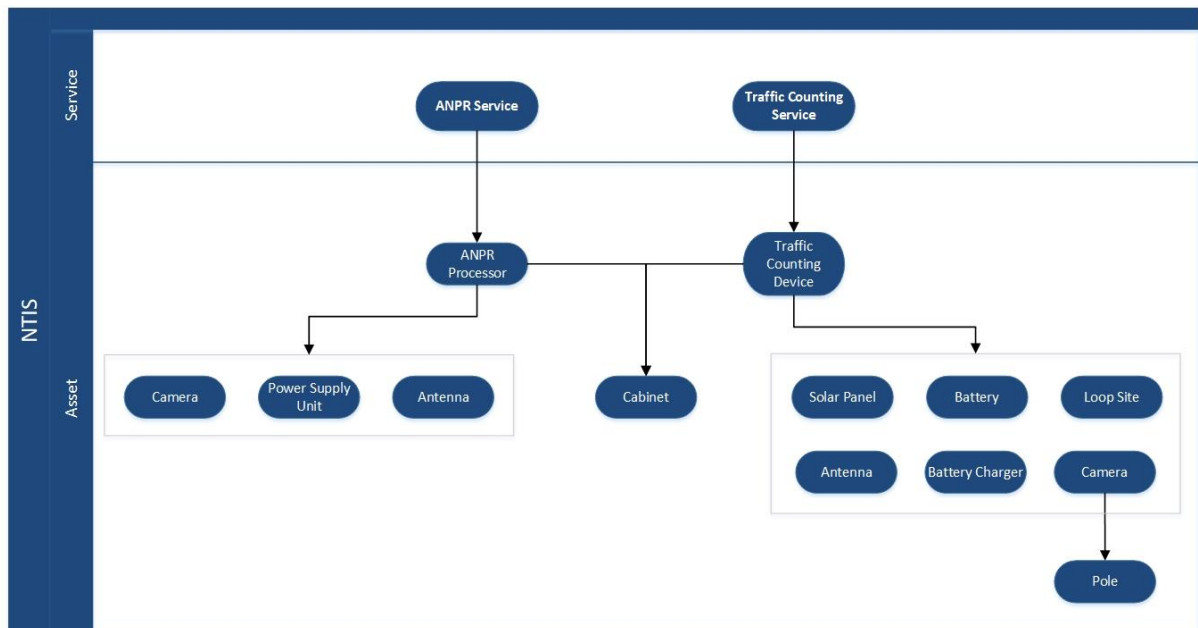 NTIS
Service
ANPR Service
Traffic Counting
Service
Asset
ANPR
Processor
Traffic
Counting
Device
Camera
Power Supply
Unit
Antenna
Cabinet
Solar Panel
Battery
Loop Site
Antenna
Battery Charger
Camera
Pole